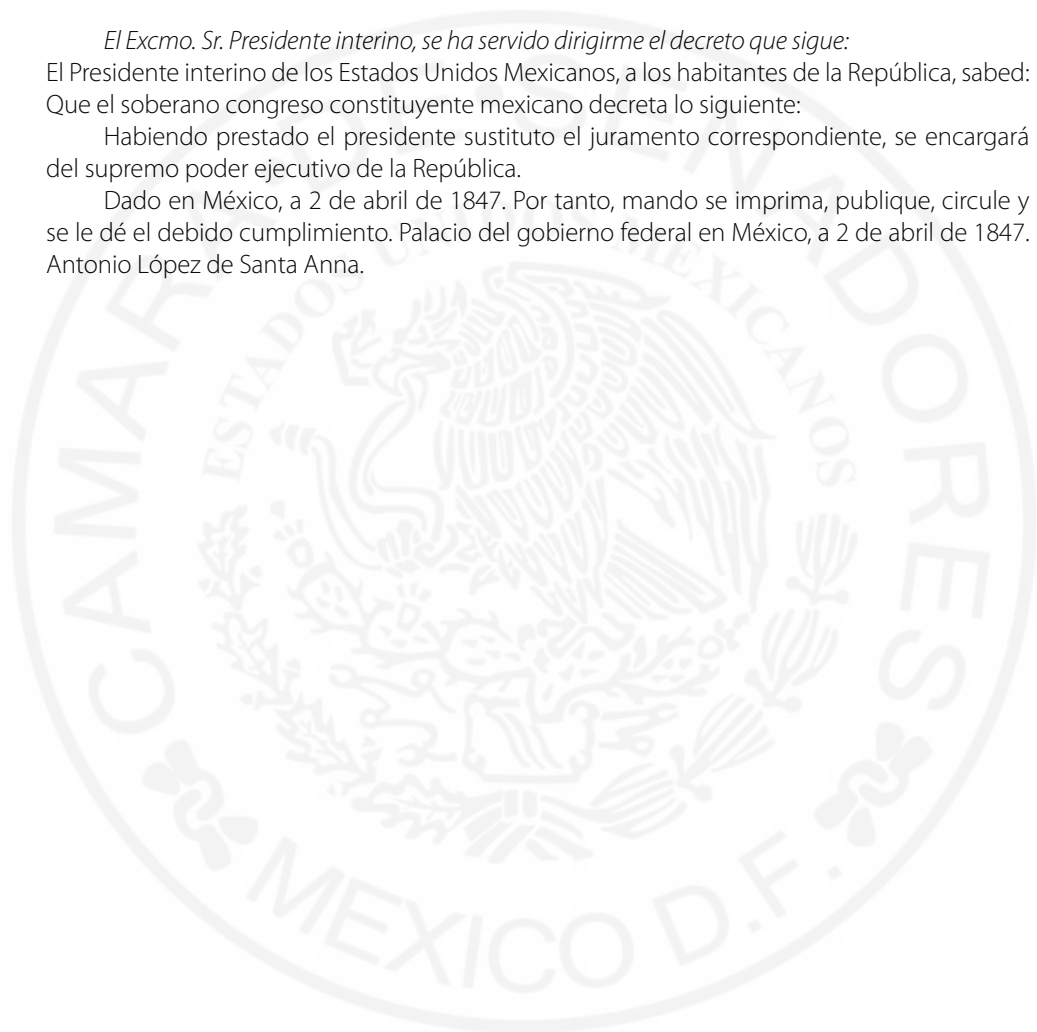 El Excmo. Sr. Presidente interino, se ha servido dirigirme el decreto que sigue:
El Presidente interino de los Estados Unidos Mexicanos, a los habitantes de la República, sabed:
Que el soberano congreso constituyente mexicano decreta lo siguiente:
Habiendo prestado el presidente sustituto el juramento correspondiente, se encargará
del supremo poder ejecutivo de la República.
Dado en México, a 2 de abril de 1847. Por tanto, mando se imprima, publique, circule y
se le dé el debido cumplimiento. Palacio del gobierno federal en México, a 2 de abril de 1847.
Antonio López de Santa Anna.
CAMARA DE SENADORES
ESTADOS UNIDOS MEXICANOS
MEXICO D.F.